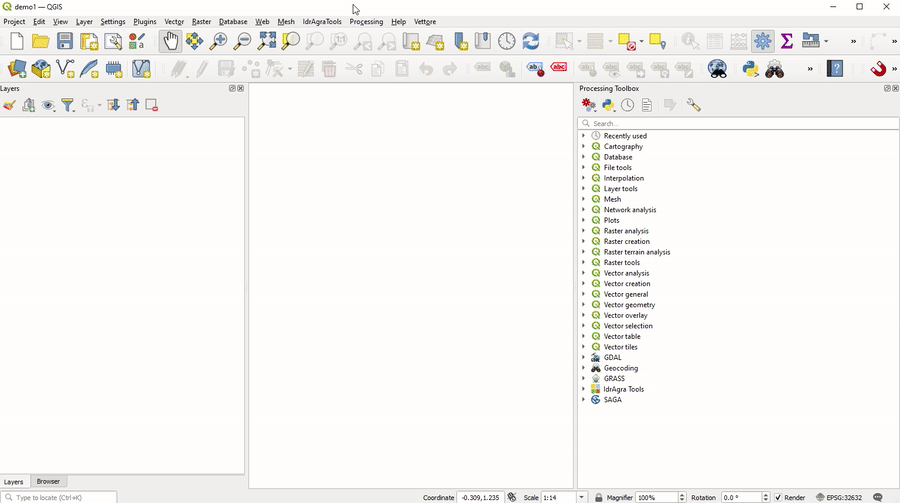 demo1 — QGIS
Project Edit View Layer Settings Plugins Vector Raster Database Web Mesh IdrAgraTools Processing Help Vettore
Layers
Processing Toolbox
Search...
Recently used
Cartography
Database
File tools
Interpolation
Layer tools
Mesh
Network analysis
Plots
Raster analysis
Raster creation
Raster terrain analysis
Raster tools
Vector analysis
Vector creation
Vector general
Vector geometry
Vector overlay
Vector selection
Vector table
Vector tiles
GDAL
Geocoding
GRASS
IdrAgra Tools
SAGA
Layers Browser
Type to locate (Ctrl+K) Coordinate -0.309,1.235 Scale 1:14 Magnifier 100% Rotation 0.0 ° Render EPSG:32632